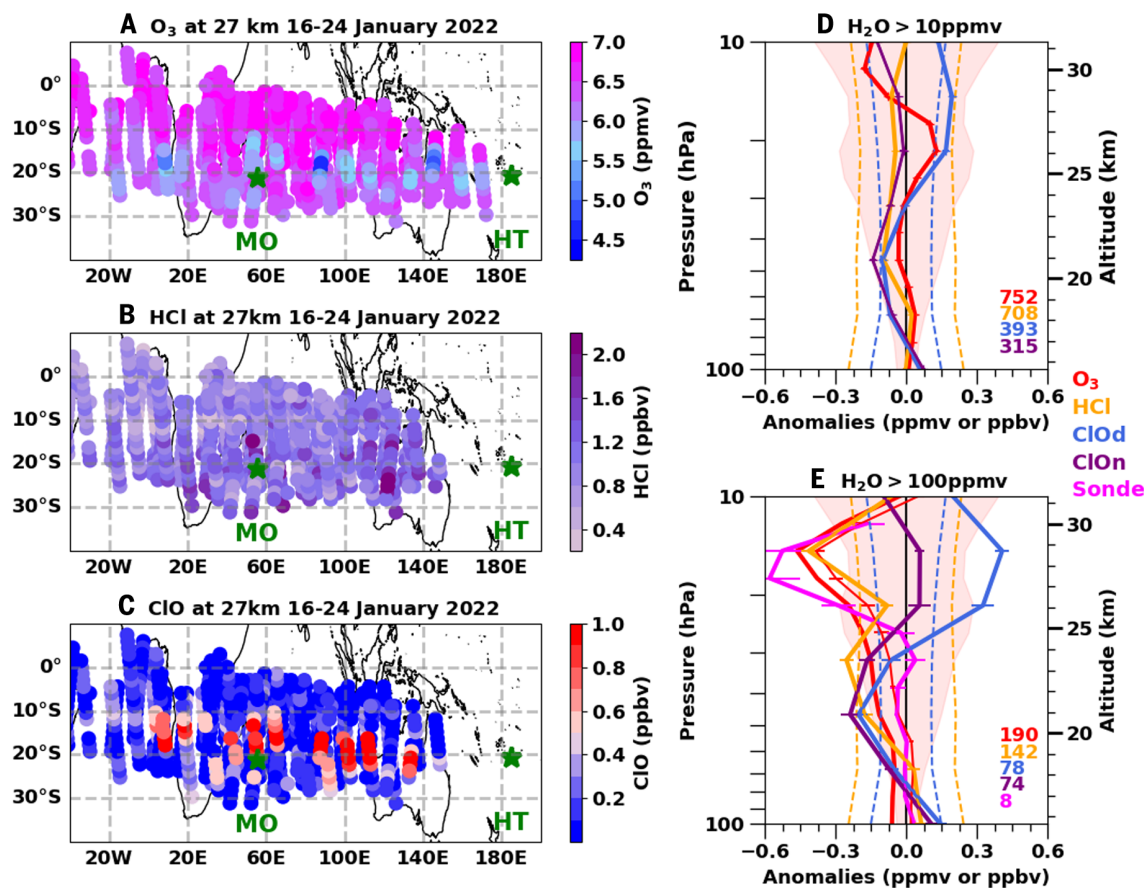 A O₃ at 27 km 16-24 January 2022
0°
10°S
20°S
30°S
MO
HT
20W 20E 60E 100E 140E 180E
7.0
6.5
6.0
5.5
5.0
4.5
O₃ (ppmv)
B HCl at 27km 16-24 January 2022
0°
10°S
20°S
30°S
MO
HT
20W 20E 60E 100E 140E 180E
2.0
1.6
1.2
0.8
0.4
HCl (ppbv)
C ClO at 27km 16-24 January 2022
0°
10°S
20°S
30°S
MO
HT
20W 20E 60E 100E 140E 180E
1.0
0.8
0.6
0.4
0.2
ClO (ppbv)
D H₂O > 10ppmv
10
100
Pressure (hPa)
30
25
20
Altitude (km)
752
708
393
315
−0.6 −0.3 0.0 0.3 0.6
Anomalies (ppmv or ppbv)
O₃
HCl
ClOd
ClOn
Sonde
E H₂O > 100ppmv
10
100
Pressure (hPa)
30
25
20
Altitude (km)
190
142
78
74
8
−0.6 −0.3 0.0 0.3 0.6
Anomalies (ppmv or ppbv)